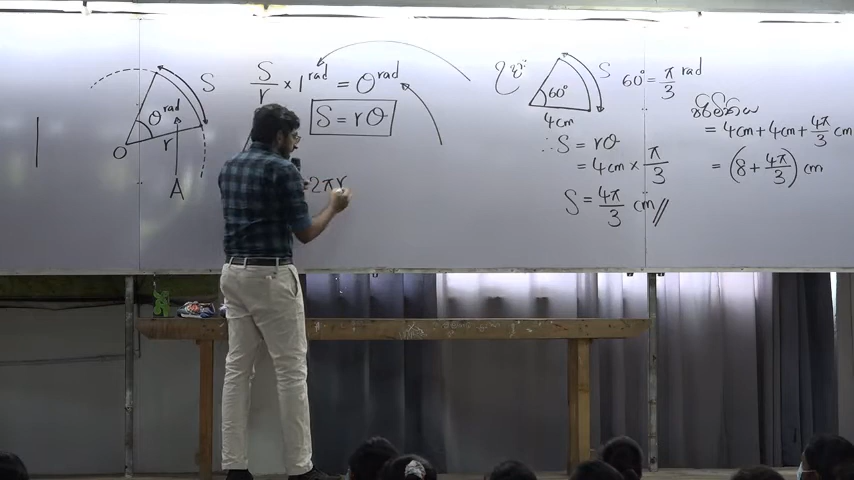 S
θ rad
O
r
A
S/r × 1 rad = θ rad
S = rθ
2πr
උදා:
60°
S
4cm
60° = π/3 rad
∴ S = rθ
= 4cm × π/3
S = 4π/3 cm //
පරිමිතිය
= 4cm + 4cm + 4π/3 cm
= (8 + 4π/3) cm